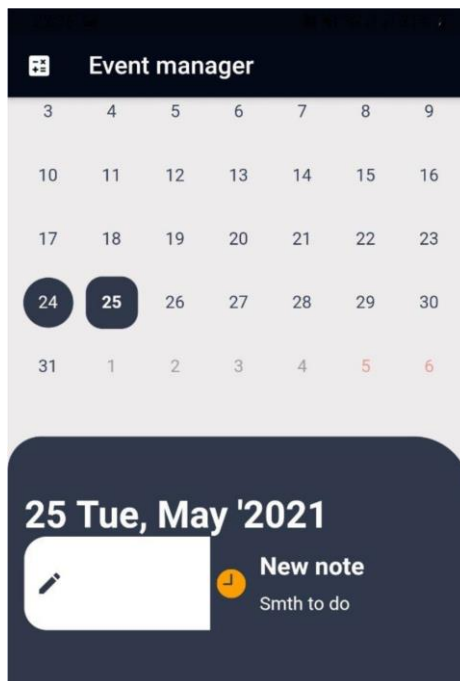 Event manager
3 4 5 6 7 8 9
10 11 12 13 14 15 16
17 18 19 20 21 22 23
24 25 26 27 28 29 30
31 1 2 3 4 5 6
25 Tue, May '2021
New note
Smth to do